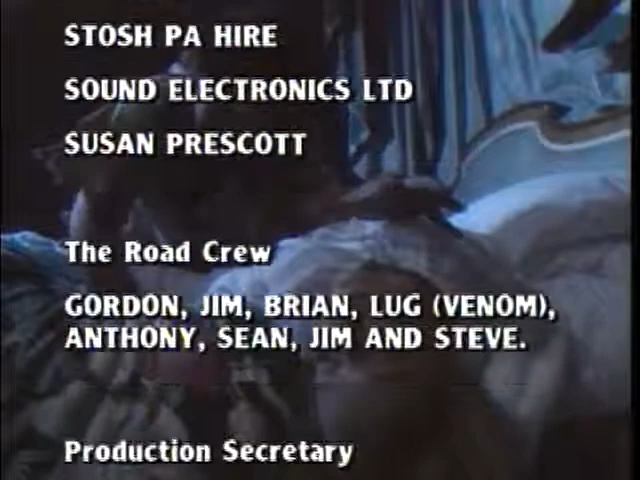 STOSH PA HIRE
SOUND ELECTRONICS LTD
SUSAN PRESCOTT
The Road Crew
GORDON, JIM, BRIAN, LUG (VENOM),
ANTHONY, SEAN, JIM AND STEVE.
Production Secretary